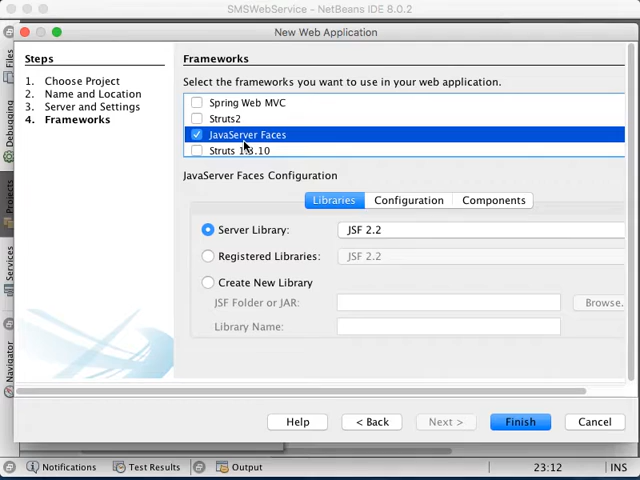 SMSWebService - NetBeans IDE 8.0.2
New Web Application
Files
Debugging
Projects
Services
Navigator
Steps
1. Choose Project
2. Name and Location
3. Server and Settings
4. Frameworks
Frameworks
Select the frameworks you want to use in your web application.
Spring Web MVC
Struts2
JavaServer Faces
Struts 1.3.10
JavaServer Faces Configuration
Libraries
Configuration
Components
Server Library:
JSF 2.2
Registered Libraries:
JSF 2.2
Create New Library
JSF Folder or JAR:
Browse.
Library Name:
Help
< Back
Next >
Finish
Cancel
Notifications
Test Results
Output
23:12
INS